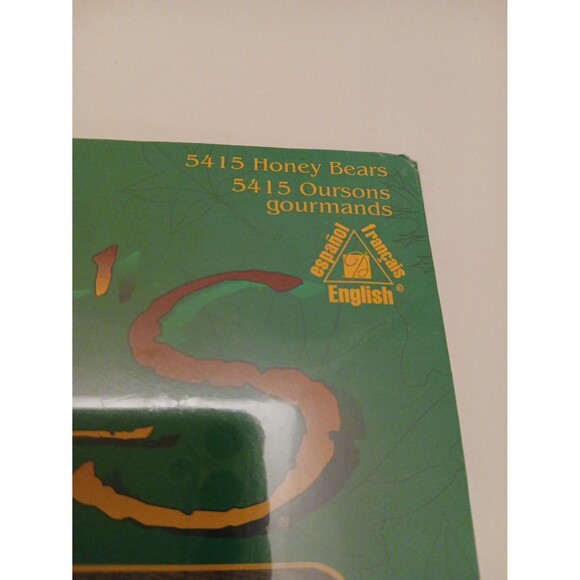 5415 Honey Bears
5415 Oursons
gourmands
español
français
English ©
'S